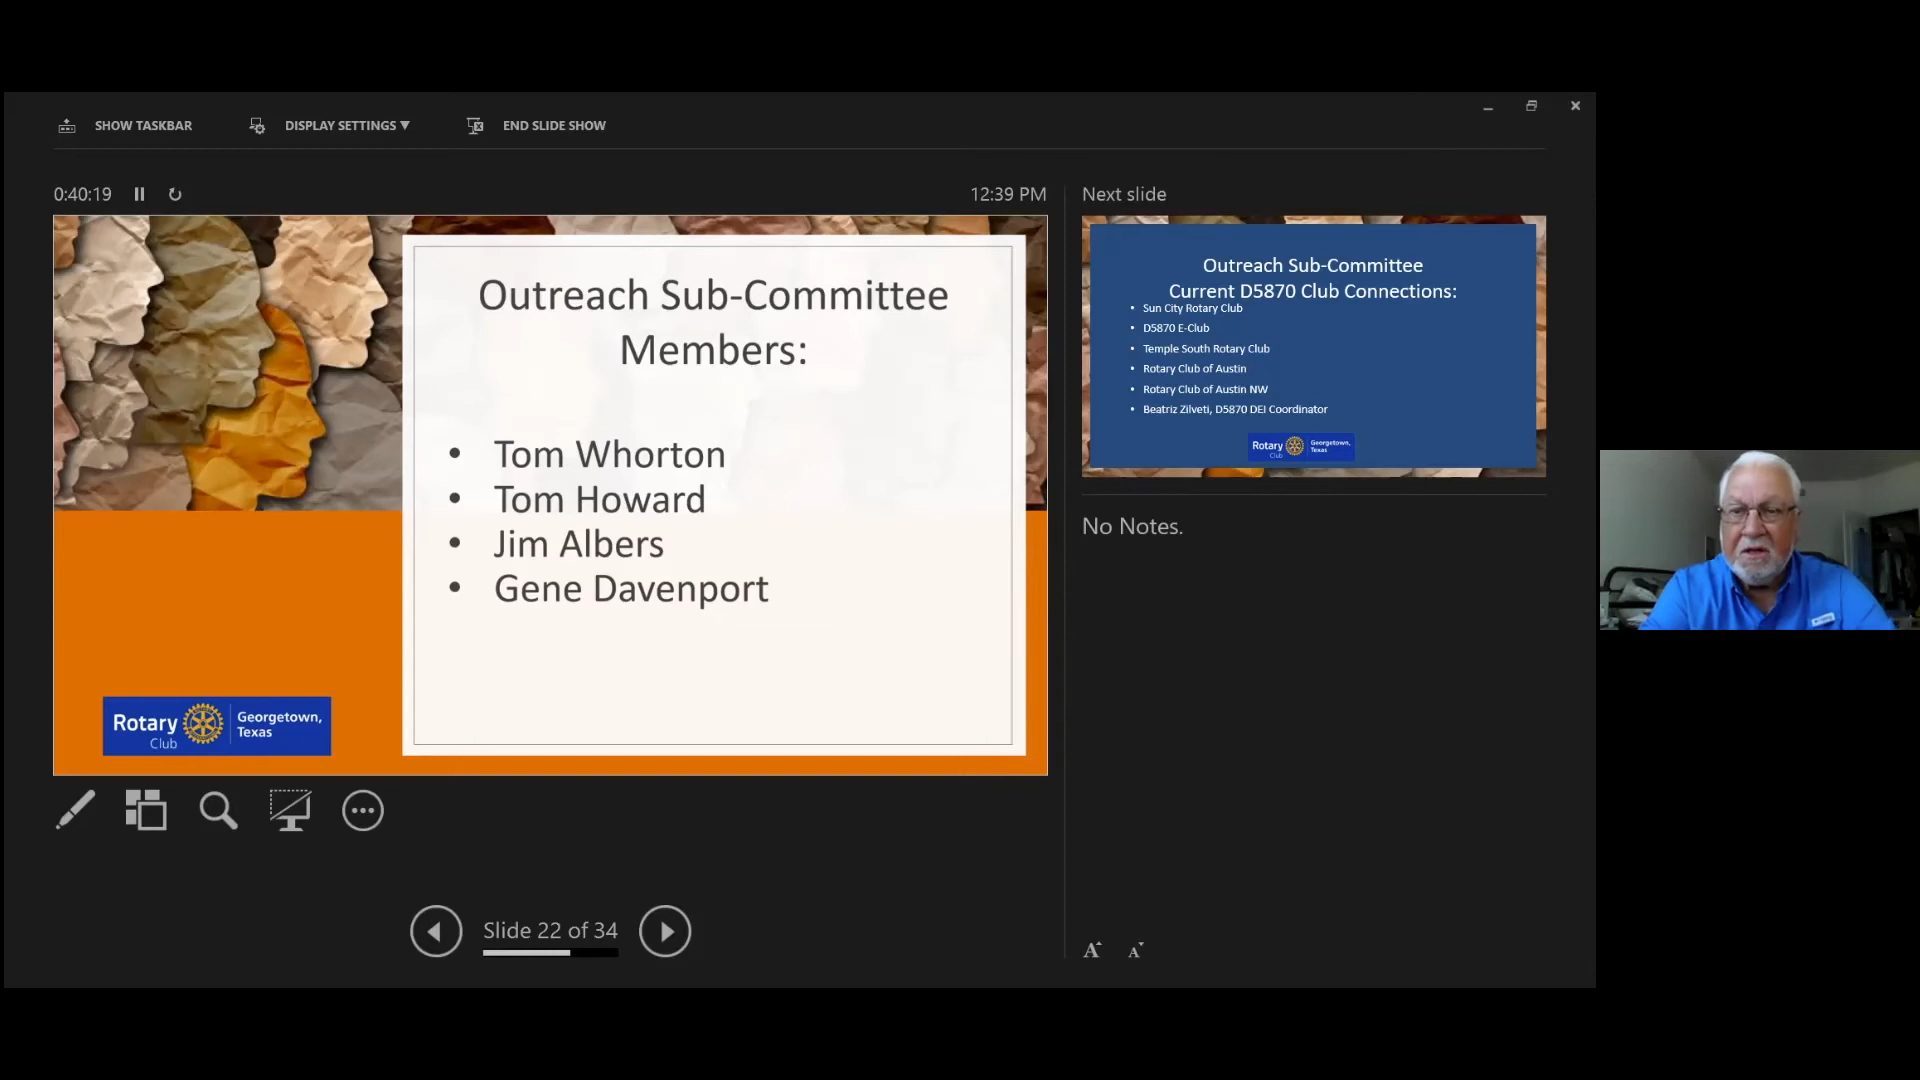 SHOW TASKBAR
DISPLAY SETTINGS ▼
END SLIDE SHOW
0:40:19
12:39 PM
Next slide
Outreach Sub-Committee
Members:
• Tom Whorton
• Tom Howard
• Jim Albers
• Gene Davenport
Rotary
Club
Georgetown,
Texas
Outreach Sub-Committee
Current D5870 Club Connections:
• Sun City Rotary Club
• D5870 E-Club
• Temple South Rotary Club
• Rotary Club of Austin
• Rotary Club of Austin NW
• Beatriz Zilveti, D5870 DEI Coordinator
Rotary
Club
Georgetown,
Texas
No Notes.
Slide 22 of 34
A A